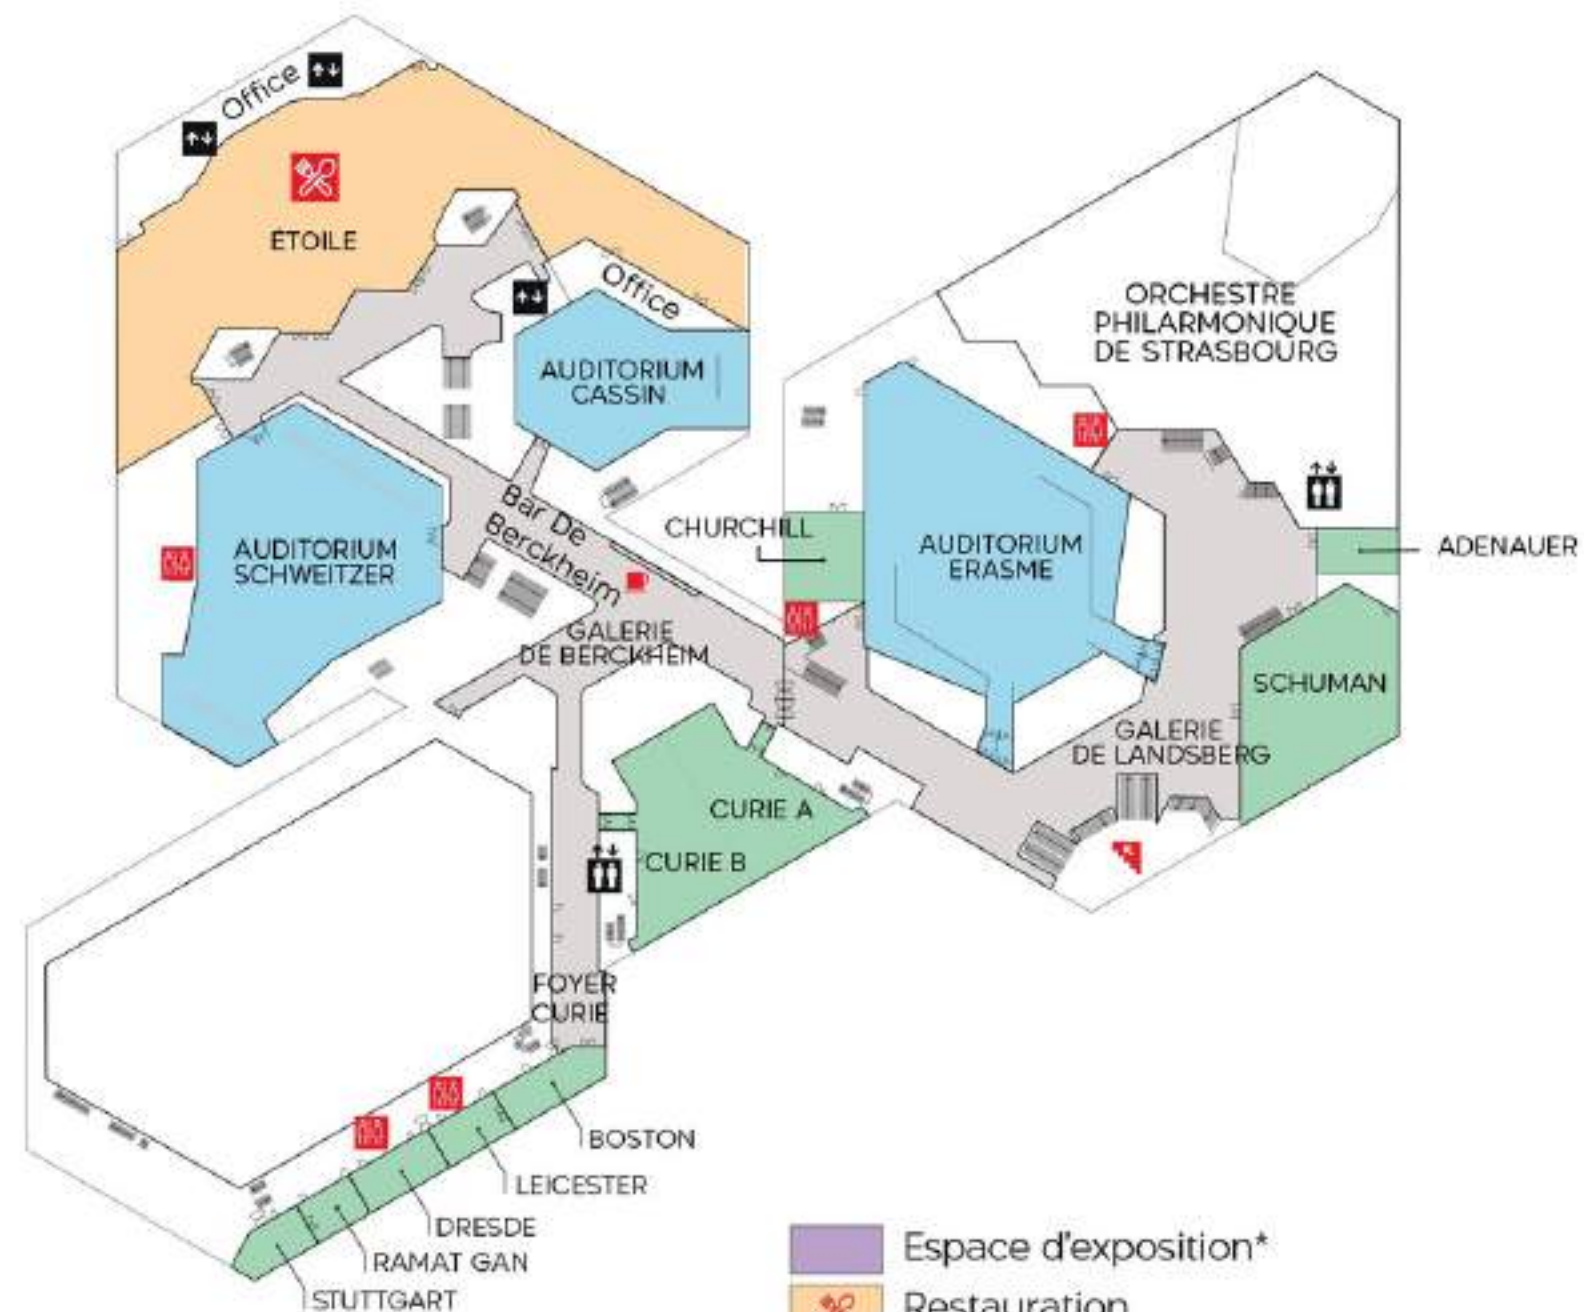 Office
ETOILE
Office
AUDITORIUM
CASSIN
ORCHESTRE
PHILARMONIQUE
DE STRASBOURG
Bar De
Berckheim
CHURCHILL
AUDITORIUM
SCHWEITZER
AUDITORIUM
ERASME
ADENAUER
GALERIE
DE BERCKHEIM
SCHUMAN
GALERIE
DE LANDSBERG
CURIE A
CURIE B
FOYER
CURIE
BOSTON
LEICESTER
DRESDE
RAMAT GAN
STUTTGART
Espace d'exposition*
Restauration